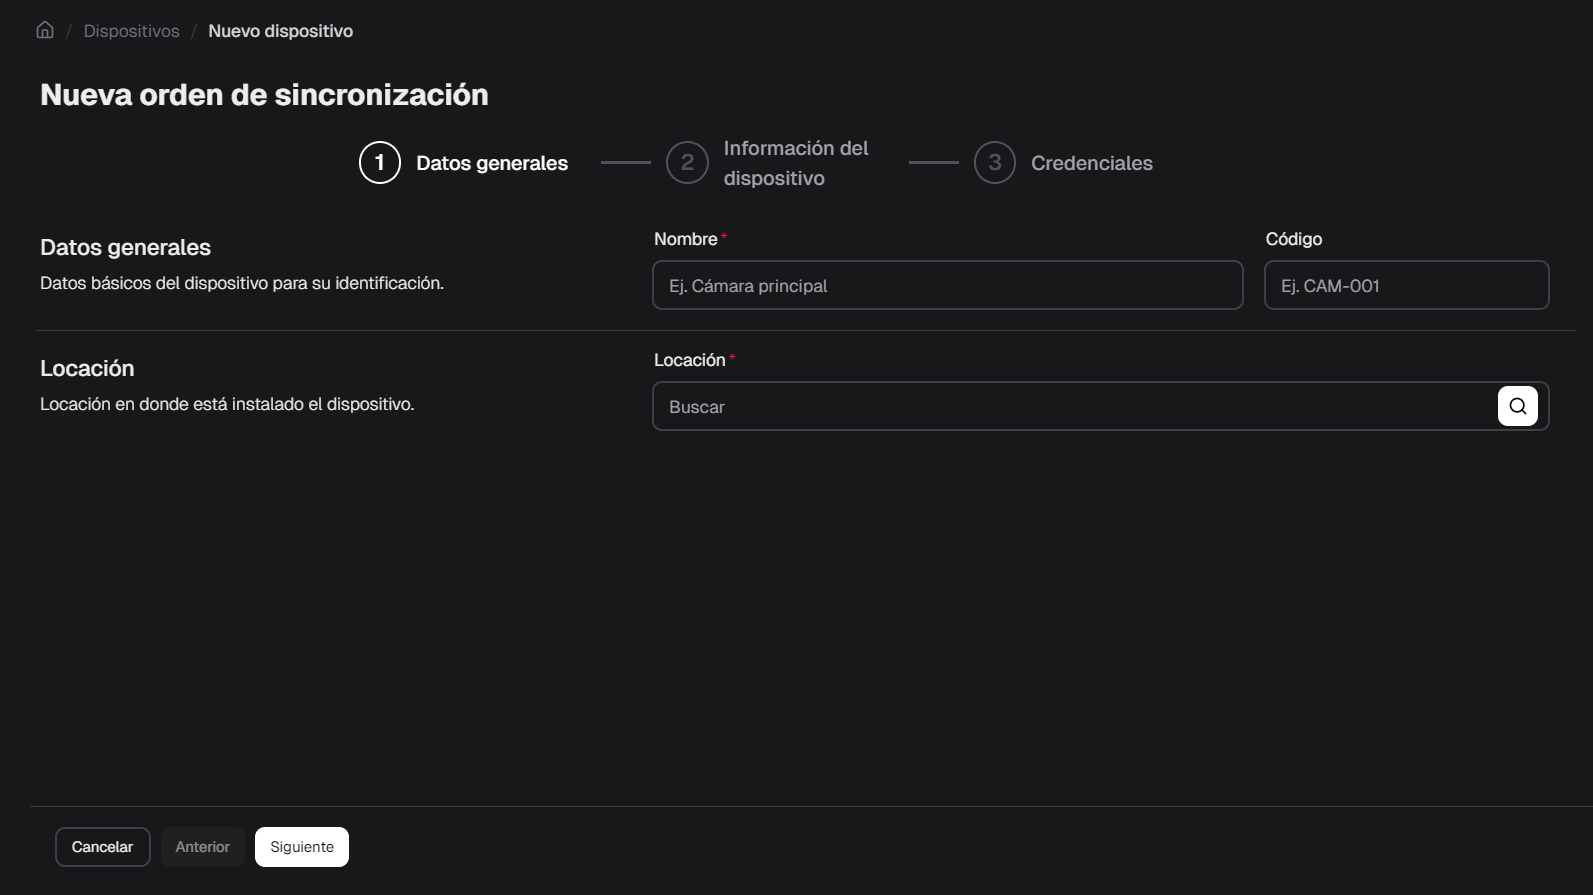 / Dispositivos / Nuevo dispositivo
Nueva orden de sincronización
1 Datos generales
2 Información del
dispositivo
3 Credenciales
Datos generales
Datos básicos del dispositivo para su identificación.
Nombre *
Ej. Cámara principal
Código
Ej. CAM-001
Locación
Locación en donde está instalado el dispositivo.
Locación *
Buscar
Cancelar
Anterior
Siguiente